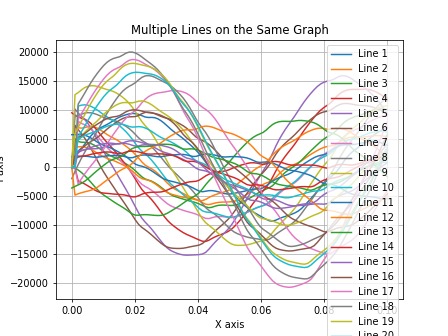 Multiple Lines on the Same Graph
20000
15000
10000
5000
0
−5000
−10000
−15000
−20000
0.00
0.02
0.04
0.06
0.08
X axis
Line 1
Line 2
Line 3
Line 4
Line 5
Line 6
Line 7
Line 8
Line 9
Line 10
Line 11
Line 12
Line 13
Line 14
Line 15
Line 16
Line 17
Line 18
Line 19